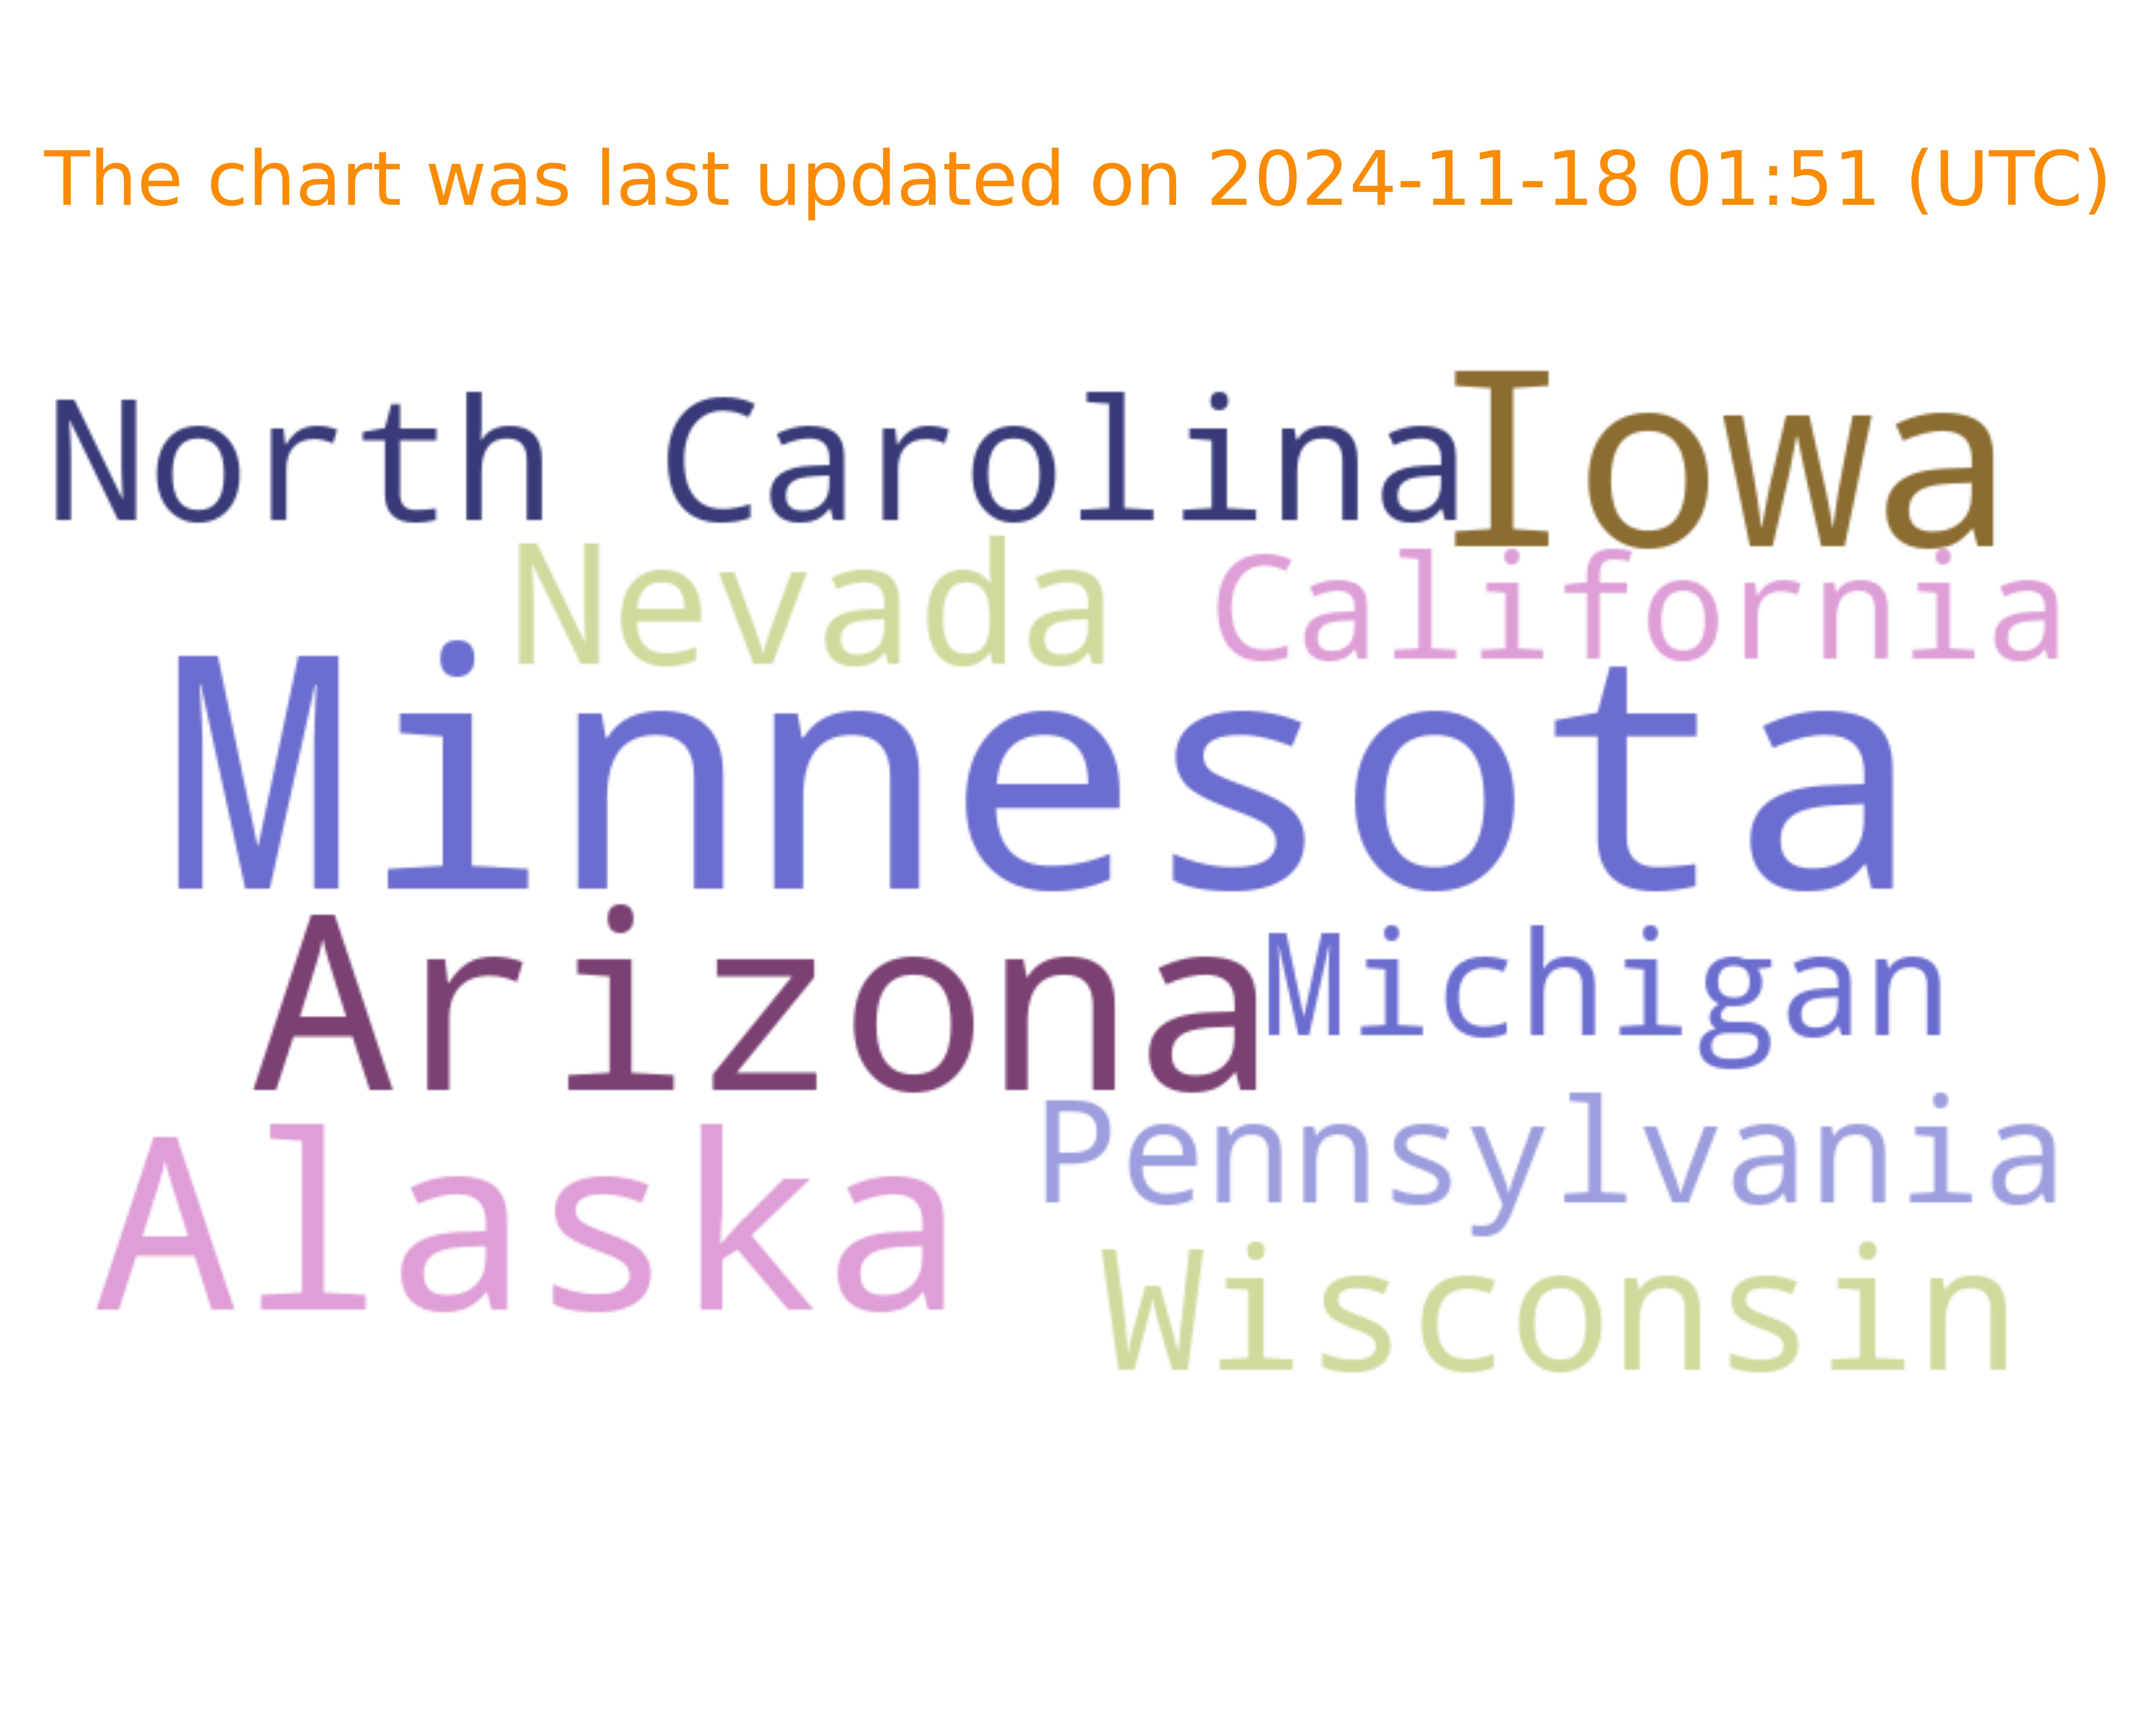 The chart was last updated on 2024-11-18 01:51 (UTC)
North Carolina Iowa
Nevada California
Minnesota
Arizona Michigan
Alaska Pennsylvania
Wisconsin